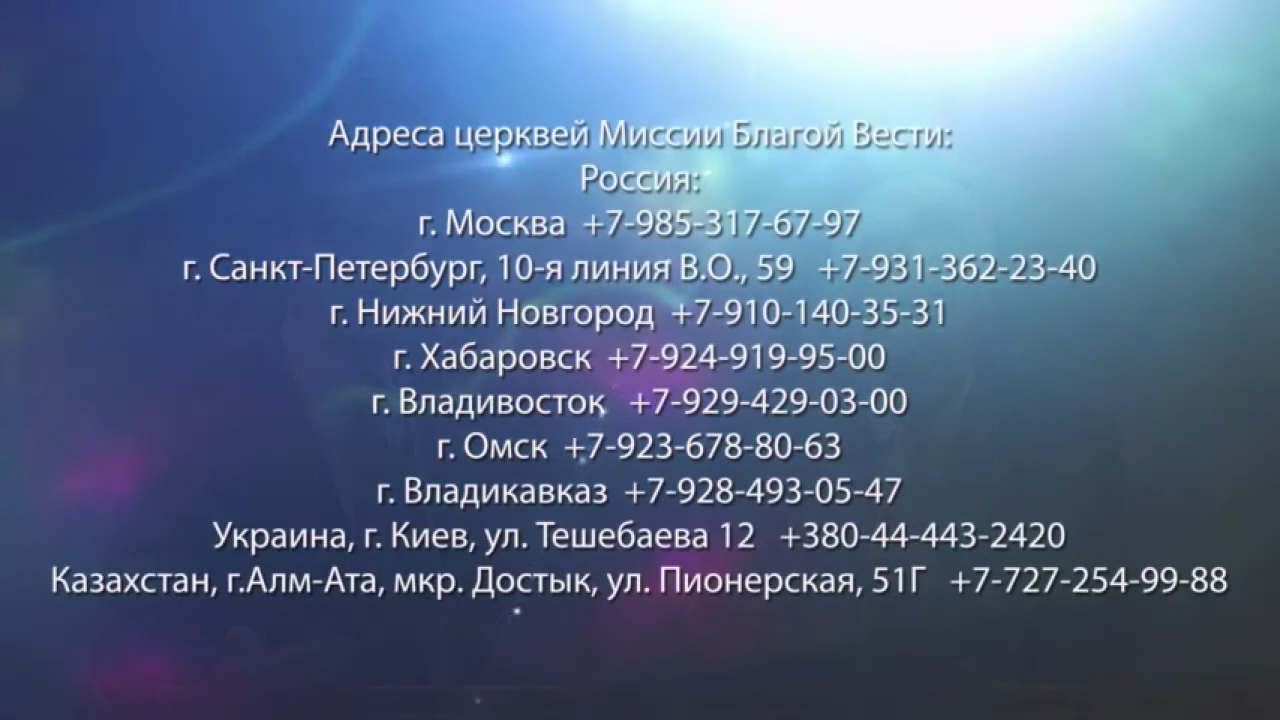 Адреса церквей Миссии Благой Вести:
Россия:
г. Москва +7-985-317-67-97
г. Санкт-Петербург, 10-я линия В.О., 59 +7-931-362-23-40
г. Нижний Новгород +7-910-140-35-31
г. Хабаровск +7-924-919-95-00
г. Владивосток +7-929-429-03-00
г. Омск +7-923-678-80-63
г. Владикавказ +7-928-493-05-47
Украина, г. Киев, ул. Тешебаева 12 +380-44-443-2420
Казахстан, г.Алм-Ата, мкр. Достык, ул. Пионерская, 51Г +7-727-254-99-88